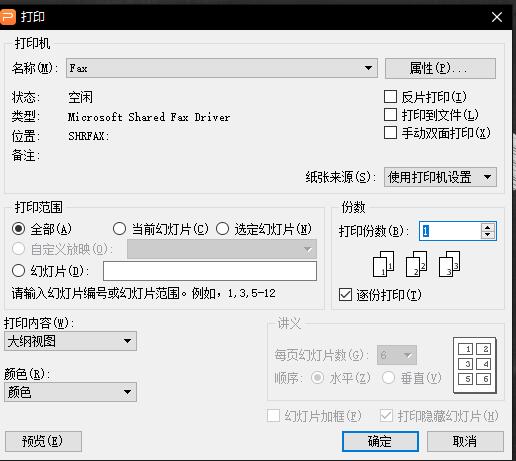 打印
打印机
名称(M): Fax 属性(P)...
状态: 空闲 反片打印(I)
类型: Microsoft Shared Fax Driver 打印到文件(L)
位置: SHRFAX: 手动双面打印(X)
备注:
纸张来源(S): 使用打印机设置
打印范围 份数
全部(A) 当前幻灯片(C) 选定幻灯片(N) 打印份数(B): 1
自定义放映(O):
幻灯片(D):
1 1 2 2 3 3
请输入幻灯片编号或幻灯片范围。例如，1,3,5-12 逐份打印(T)
打印内容(W): 讲义
大纲视图 每页幻灯片数(G): 6
颜色(R): 顺序: 水平(Z) 垂直(V)
颜色
1 2
3 4
5 6
幻灯片加框(F) 打印隐藏幻灯片(H)
预览(E) 确定 取消